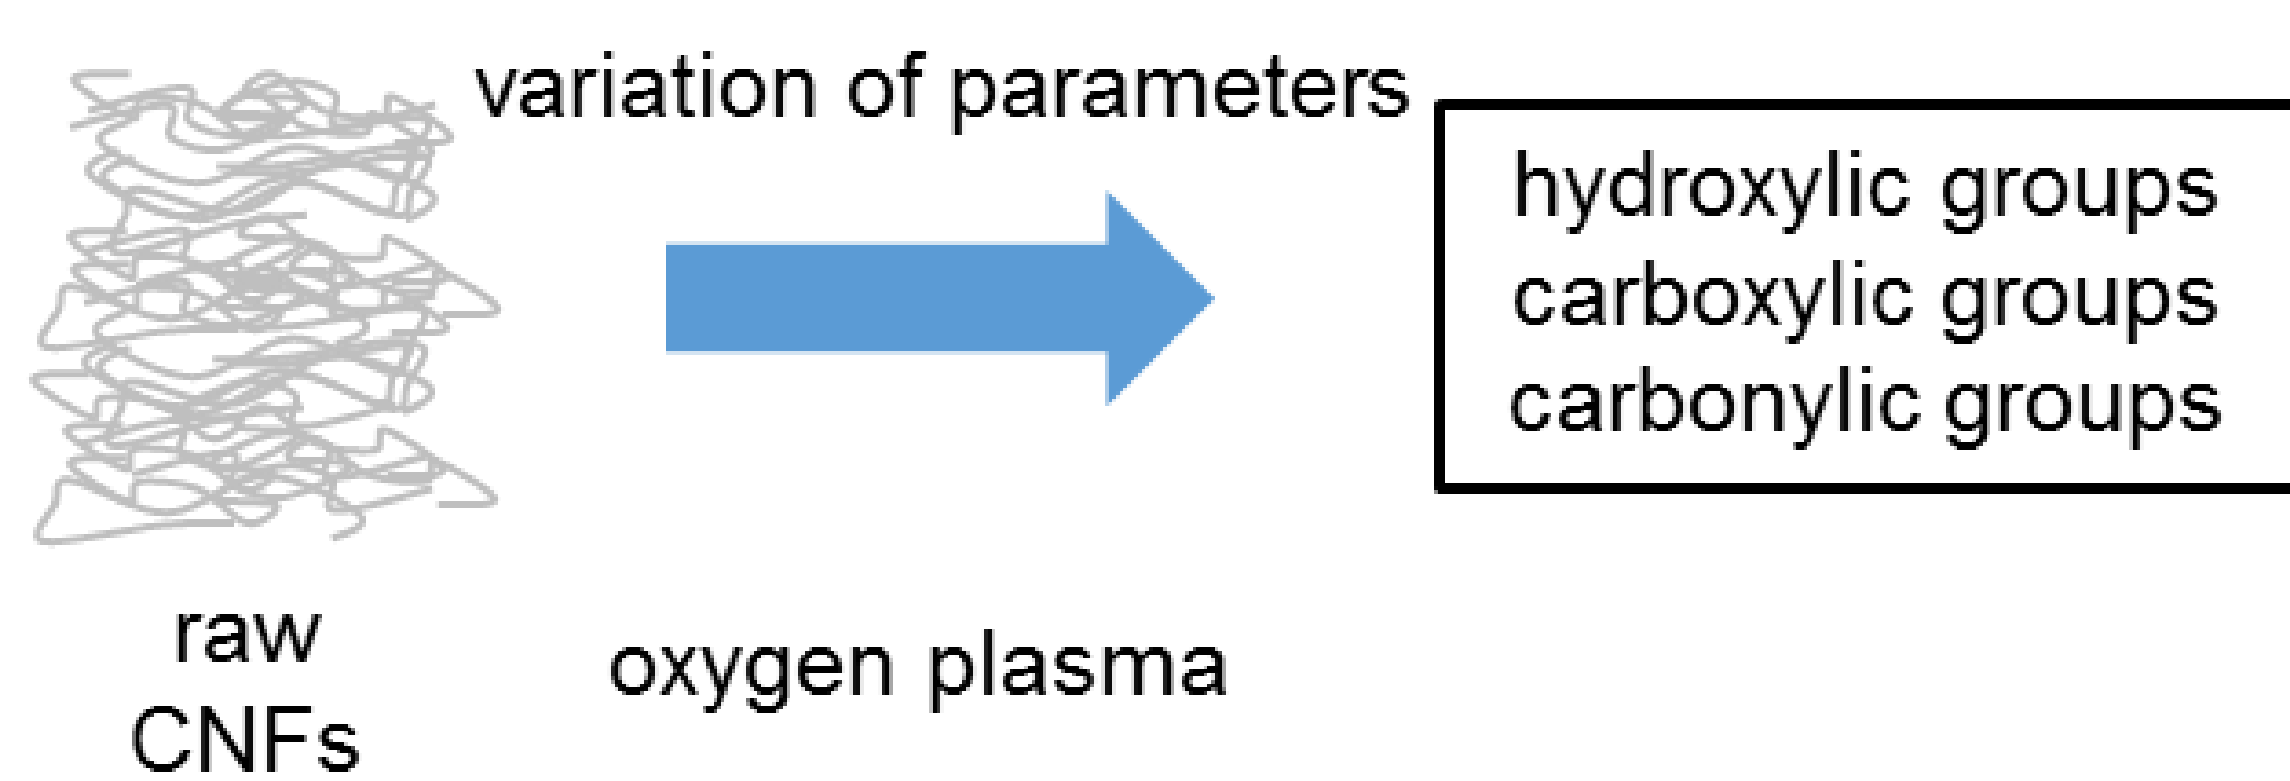 variation of parameters
hydroxylic groups
carboxylic groups
carbonylic groups
raw
CNFs
oxygen plasma